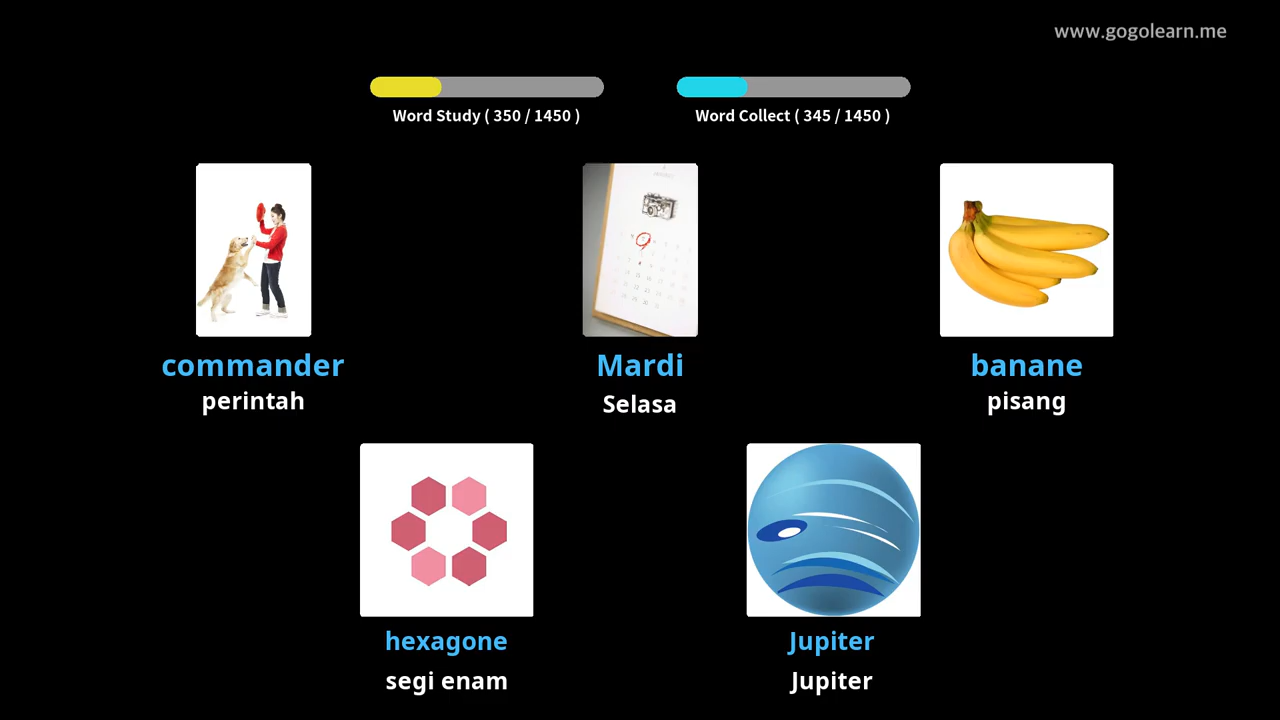 www.gogolearn.me
Word Study ( 350 / 1450 )
Word Collect ( 345 / 1450 )
commander
perintah
Mardi
Selasa
banane
pisang
hexagone
segi enam
Jupiter
Jupiter